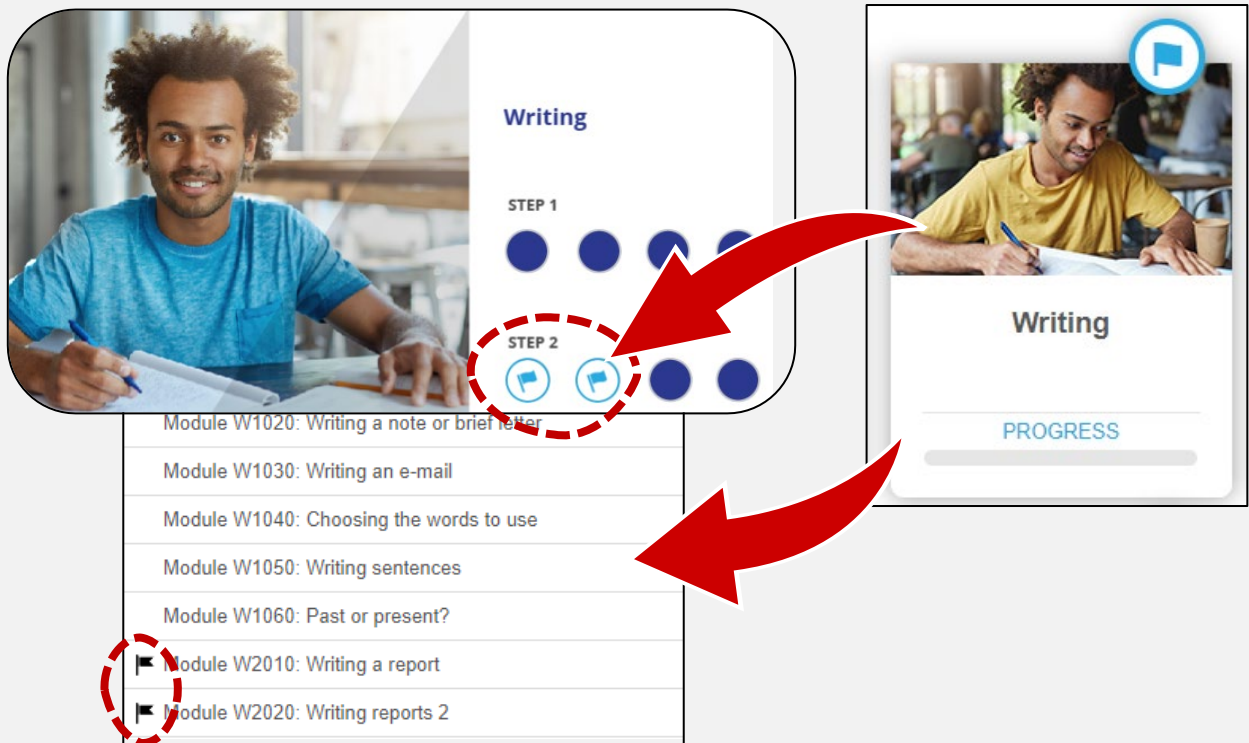 Writing
STEP 1
STEP 2
Writing
PROGRESS
Module W1020: Writing a note or brief letter
Module W1030: Writing an e-mail
Module W1040: Choosing the words to use
Module W1050: Writing sentences
Module W1060: Past or present?
Module W2010: Writing a report
Module W2020: Writing reports 2